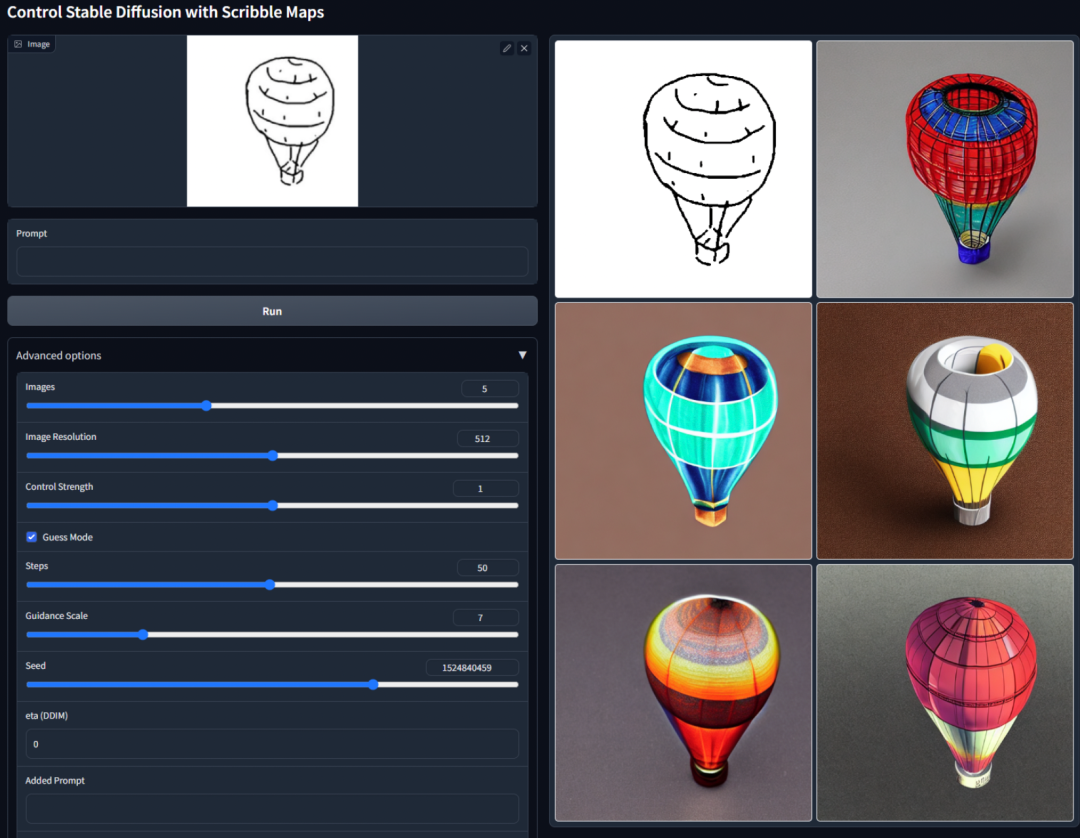 Control Stable Diffusion with Scribble Maps
Image
Prompt
Run
Advanced options
Images
5
Image Resolution
512
Control Strength
1
Guess Mode
Steps
50
Guidance Scale
7
Seed
1524840459
eta (DDIM)
0
Added Prompt